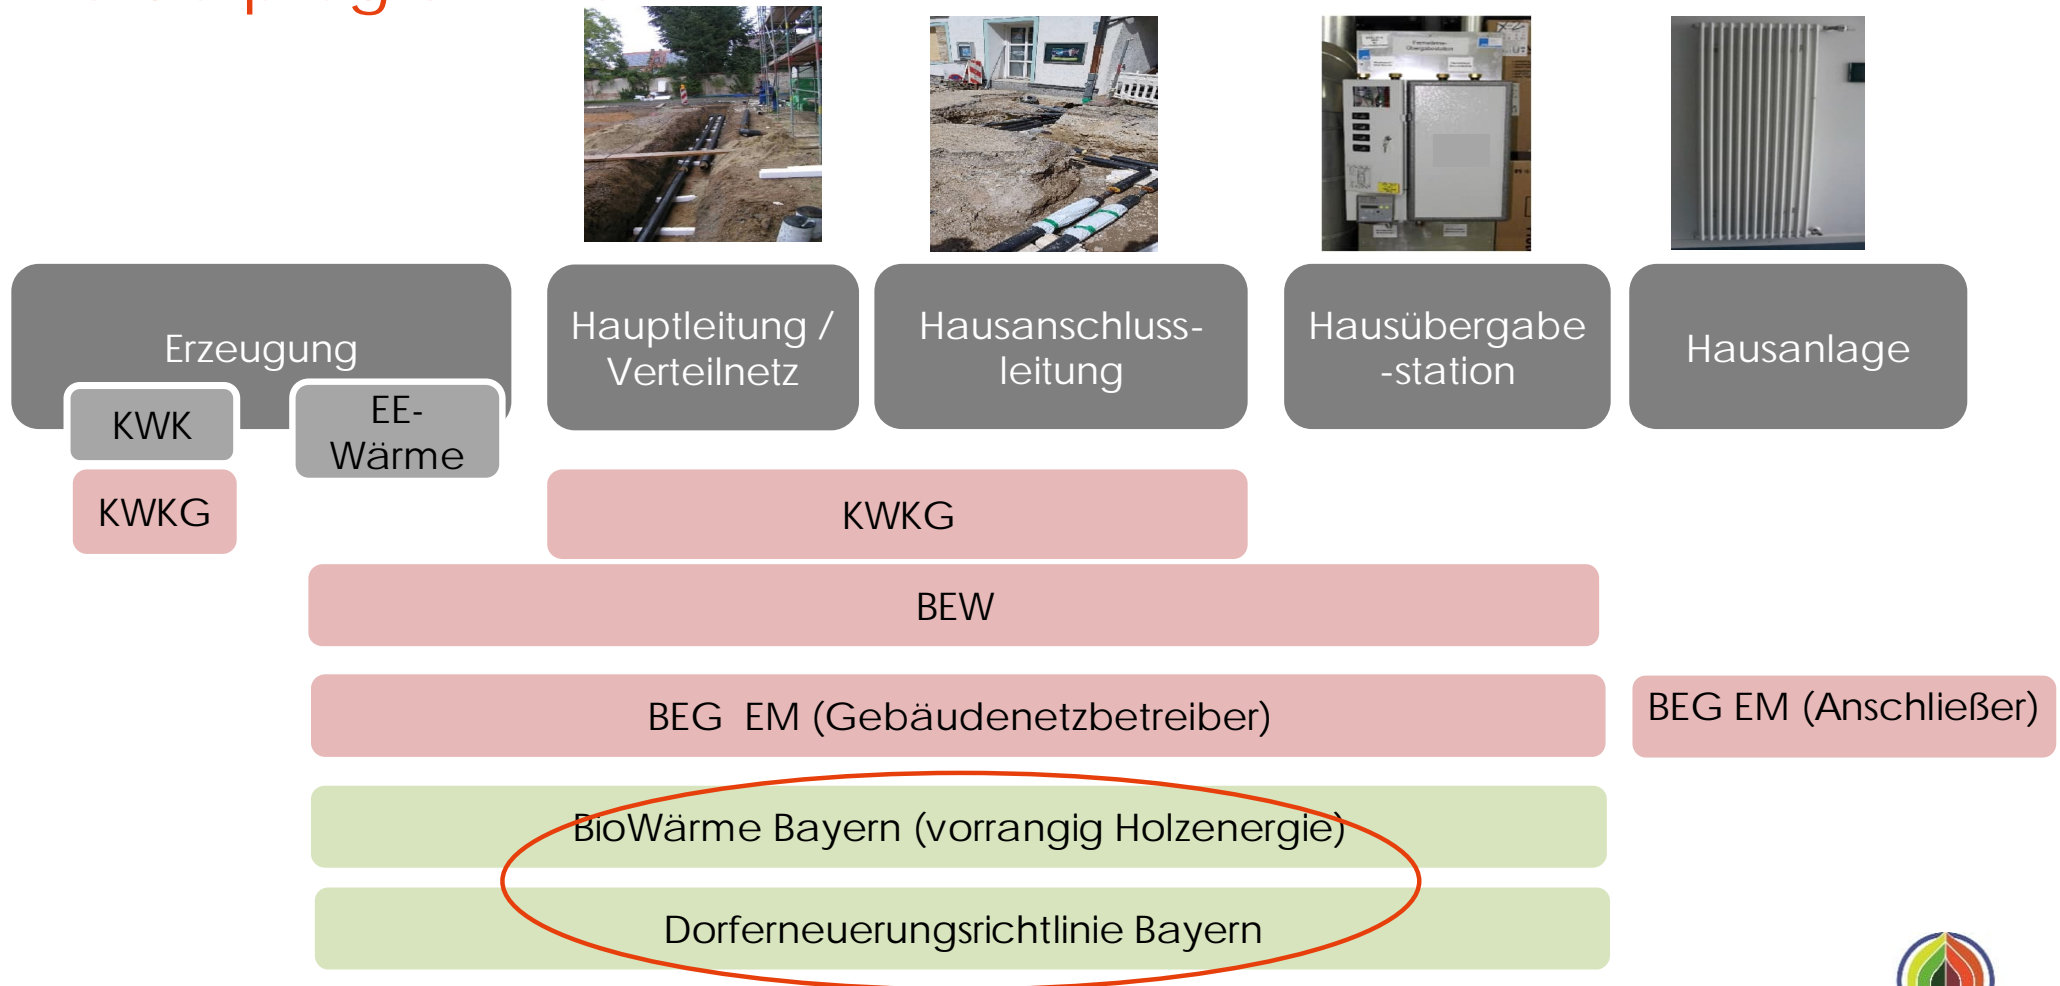 Erzeugung
KWK
EE-
Wärme
Hauptleitung /
Verteilnetz
Hausanschluss-
leitung
Hausübergabe
-station
Hausanlage
KWKG
KWKG
BEW
BEG EM (Gebäudenetzbetreiber)
BEG EM (Anschließer)
BioWärme Bayern (vorrangig Holzenergie)
Dorferneuerungsrichtlinie Bayern